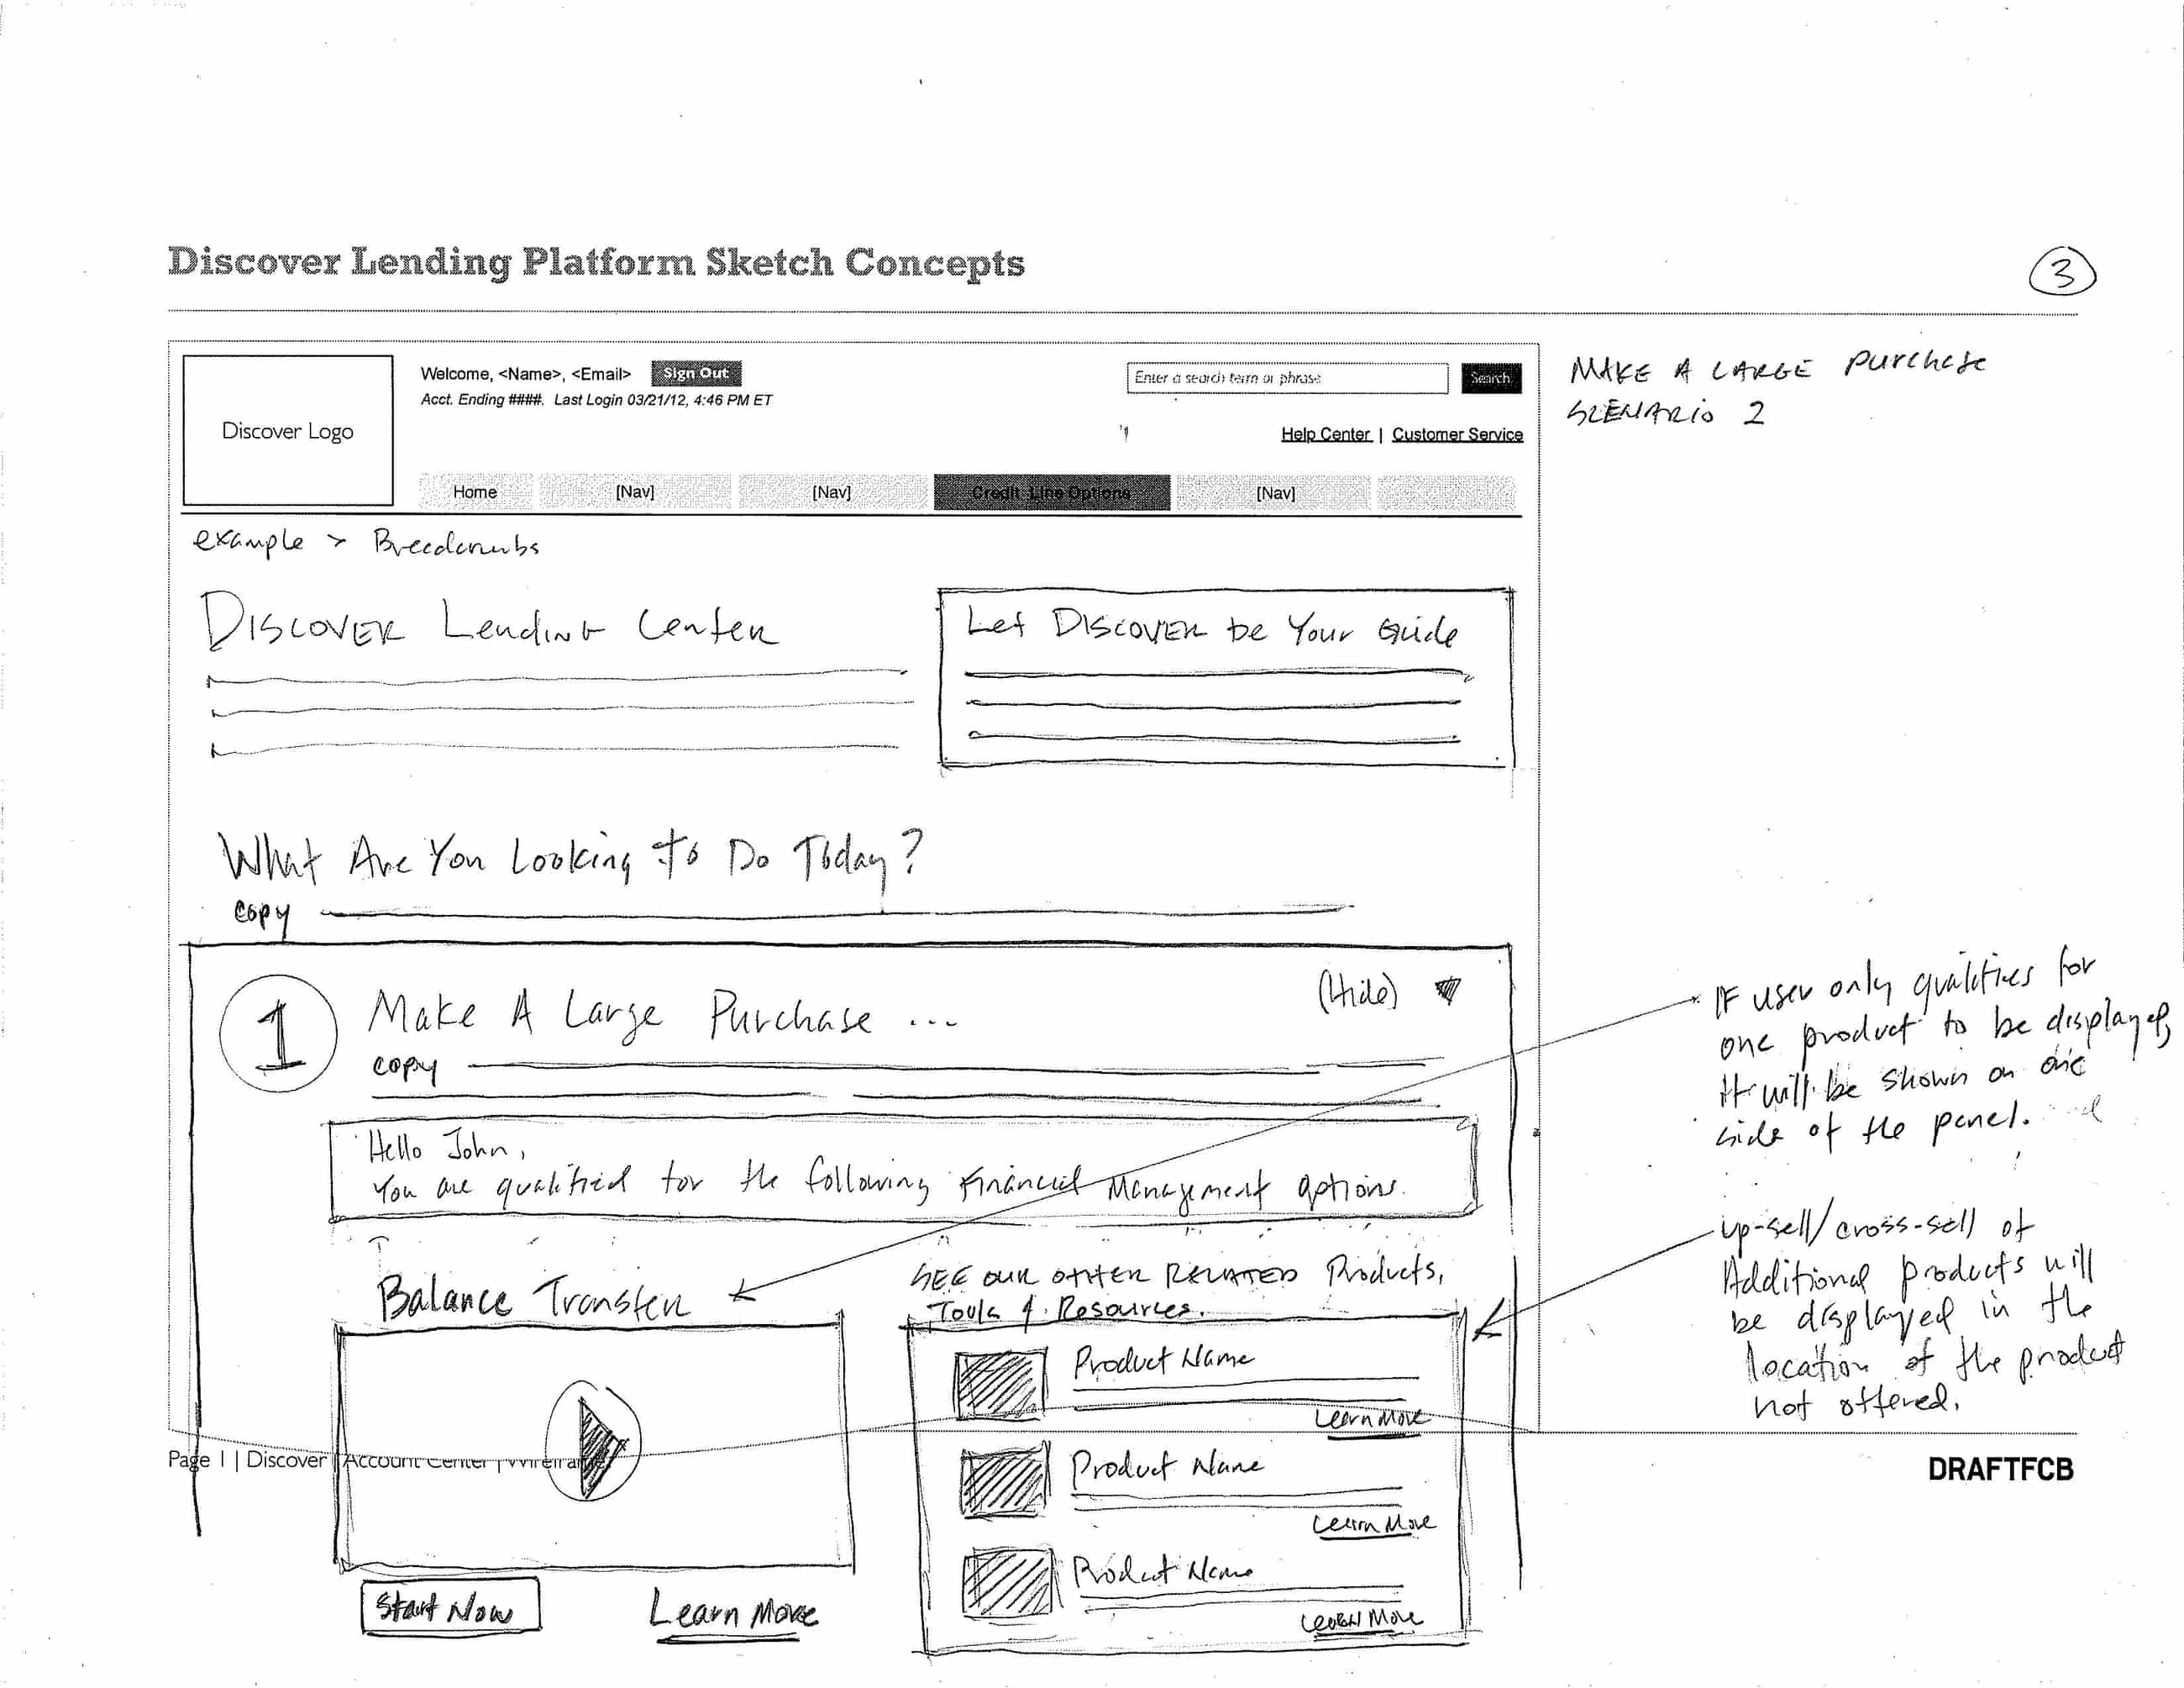 Discover Lending Platform Sketch Concepts
3
Discover Logo
Welcome, <Name>, <Email>
Sign Out
Acct. Ending ####. Last Login 03/21/12, 4:46 PM ET
Enter a search term or phrase
Search
Help Center | Customer Service
Home
[Nav]
[Nav]
Credit Line Options
[Nav]
MAKE A LARGE Purchase
SCENARIO 2
example > Breadcrumbs
DISCOVER Lending Center
Let DISCOVER be Your Guide
What Are You Looking to Do Today?
copy
1
Make A Large Purchase ...
(Hide)
copy
Hello John,
You are qualified for the following Financial Management options.
Balance Transfer
Start Now
Learn More
SEE OUR OTHER RELATED Products,
Tools & Resources.
Product Name
Learn More
Product Name
Learn More
Product Name
Learn More
IF user only qualifies for
one product to be displayed,
it will be shown on one
side of the panel.
up-sell/cross-sell of
Additional products will
be displayed in the
location of the product
not offered.
Page 1 | Discover | Account Center | Wireframe
DRAFTFCB